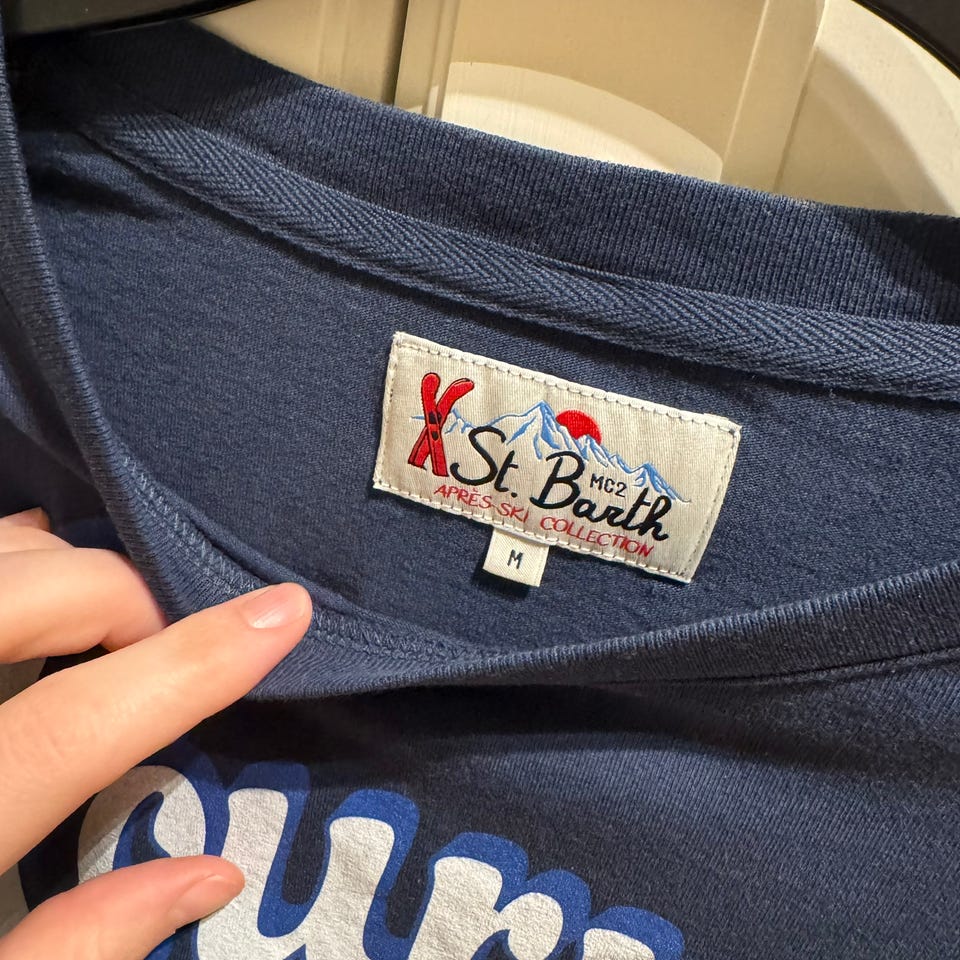 St. Barth
MC2
APRÈS-SKI COLLECTION
M